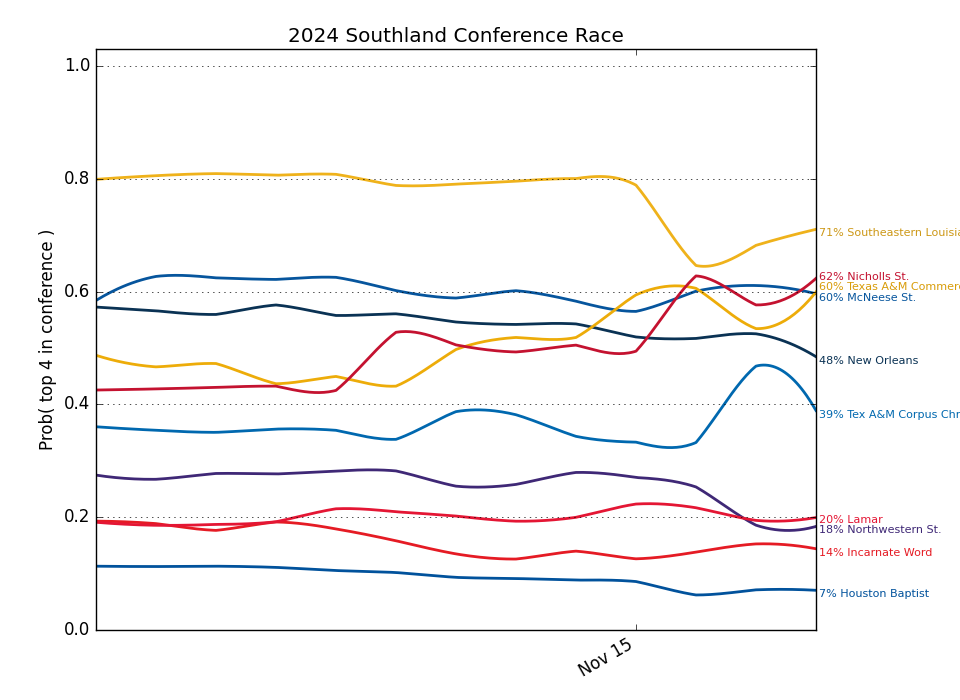 2024 Southland Conference Race
1.0
0.8
0.6
0.4
0.2
0.0
Prob( top 4 in conference )
Nov 15
71% Southeastern Louisia
62% Nicholls St.
60% Texas A&M Commerc
60% McNeese St.
48% New Orleans
39% Tex A&M Corpus Chr
20% Lamar
18% Northwestern St.
14% Incarnate Word
7% Houston Baptist